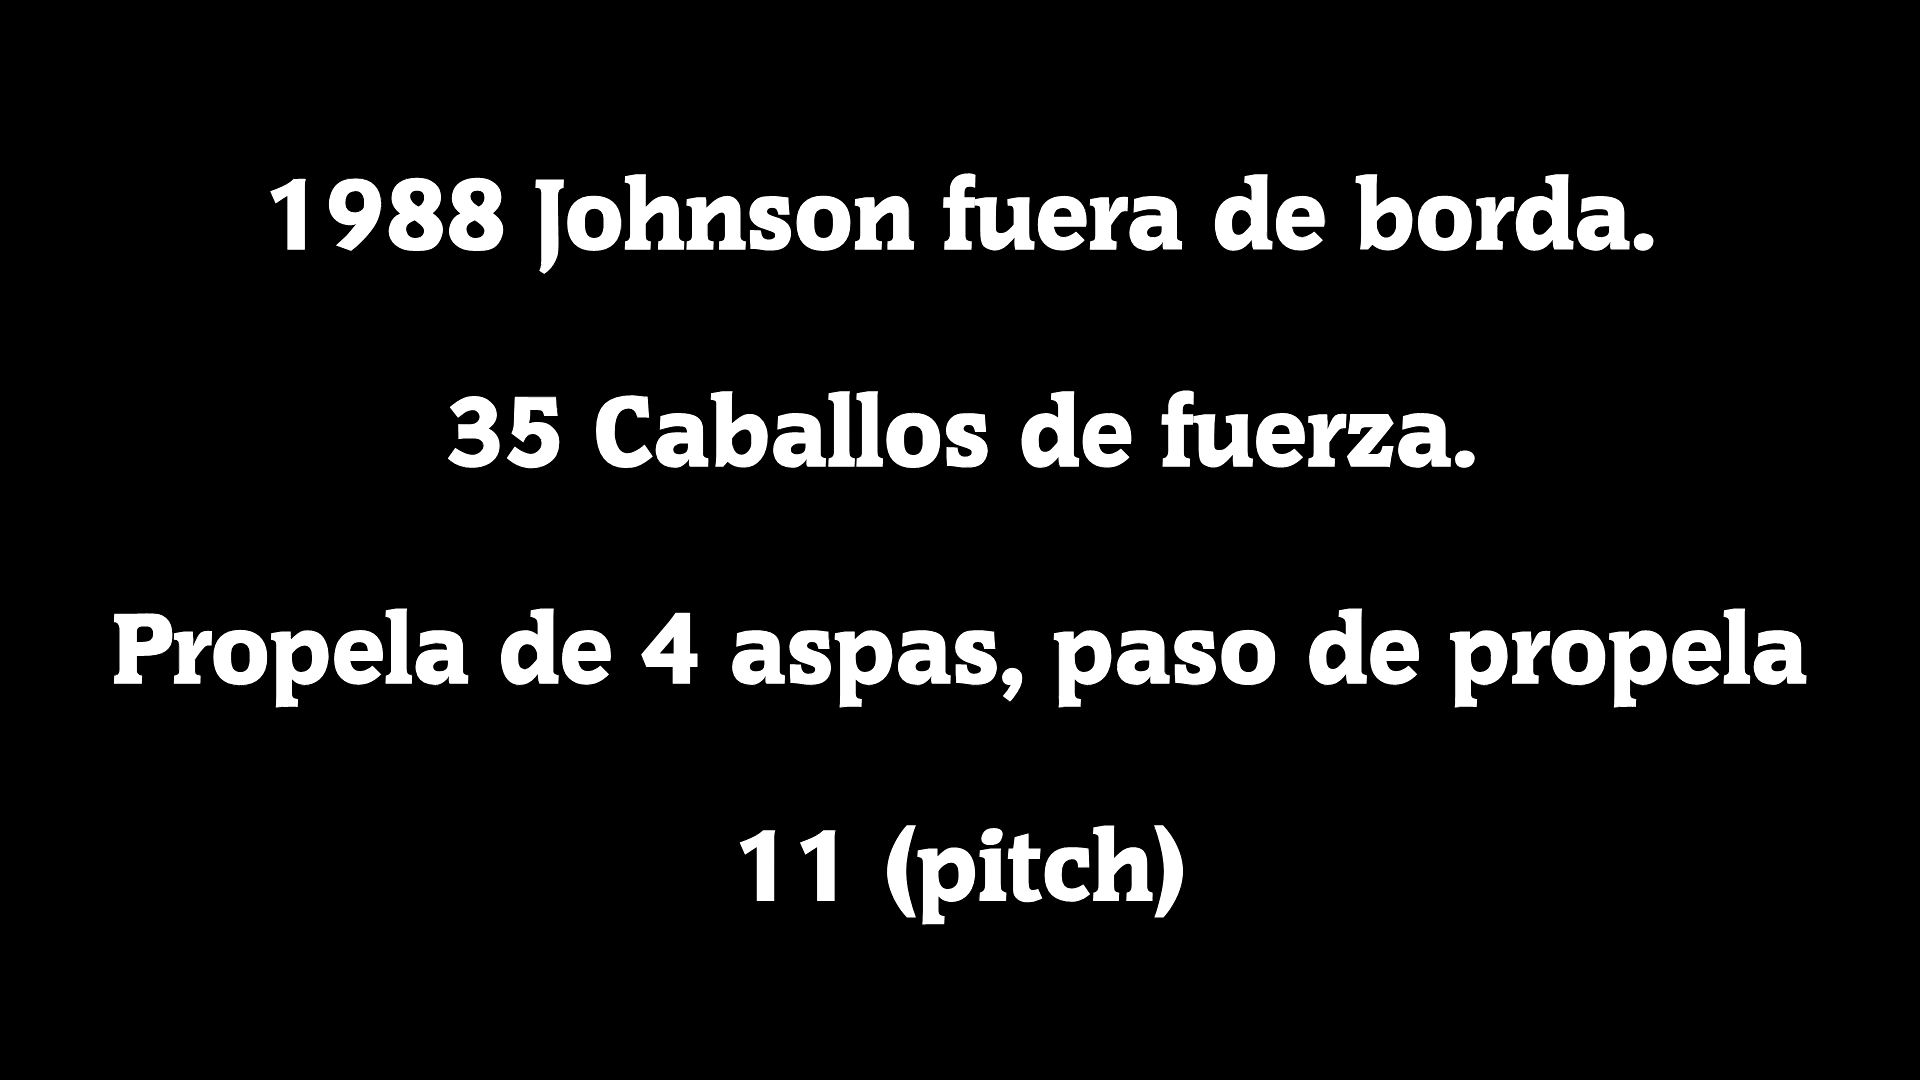 1988 Johnson fuera de borda.
35 Caballos de fuerza.
Propela de 4 aspas, paso de propela
11 (pitch)